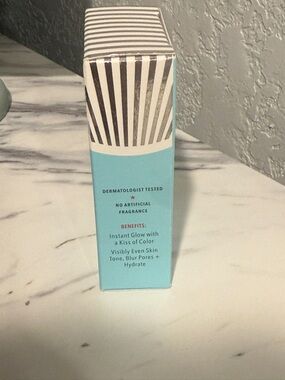 DERMATOLOGIST TESTED
NO ARTIFICIAL
FRAGRANCE
BENEFITS:
Instant Glow with
a Kiss of Color
Visibly Even Skin
Tone, Blur Pores +
Hydrate